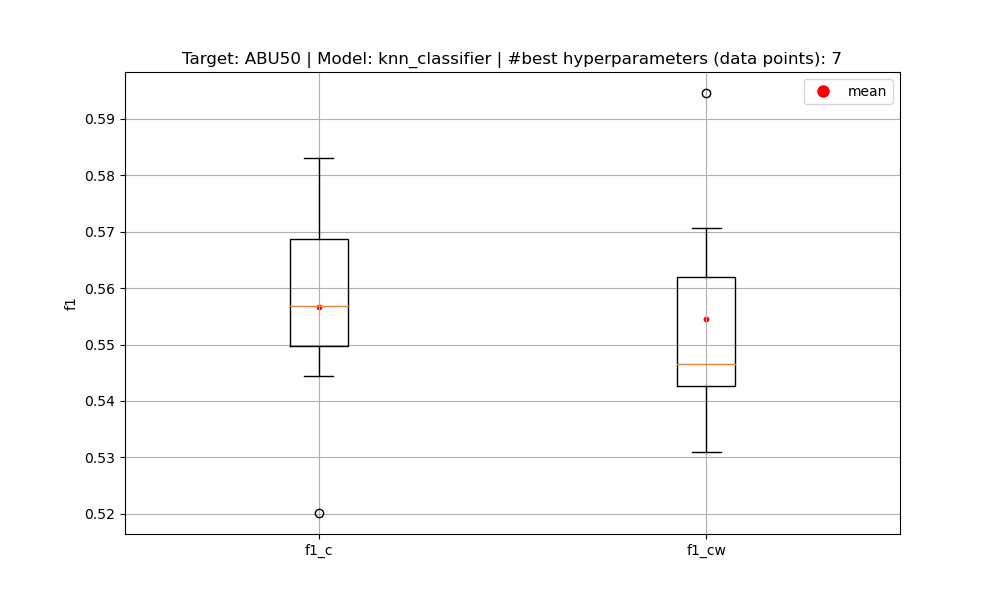 Target: ABU50 | Model: knn_classifier | #best hyperparameters (data points): 7
mean
0.59
0.58
0.57
0.56
0.55
0.54
0.53
0.52
f1
f1_c
f1_cw